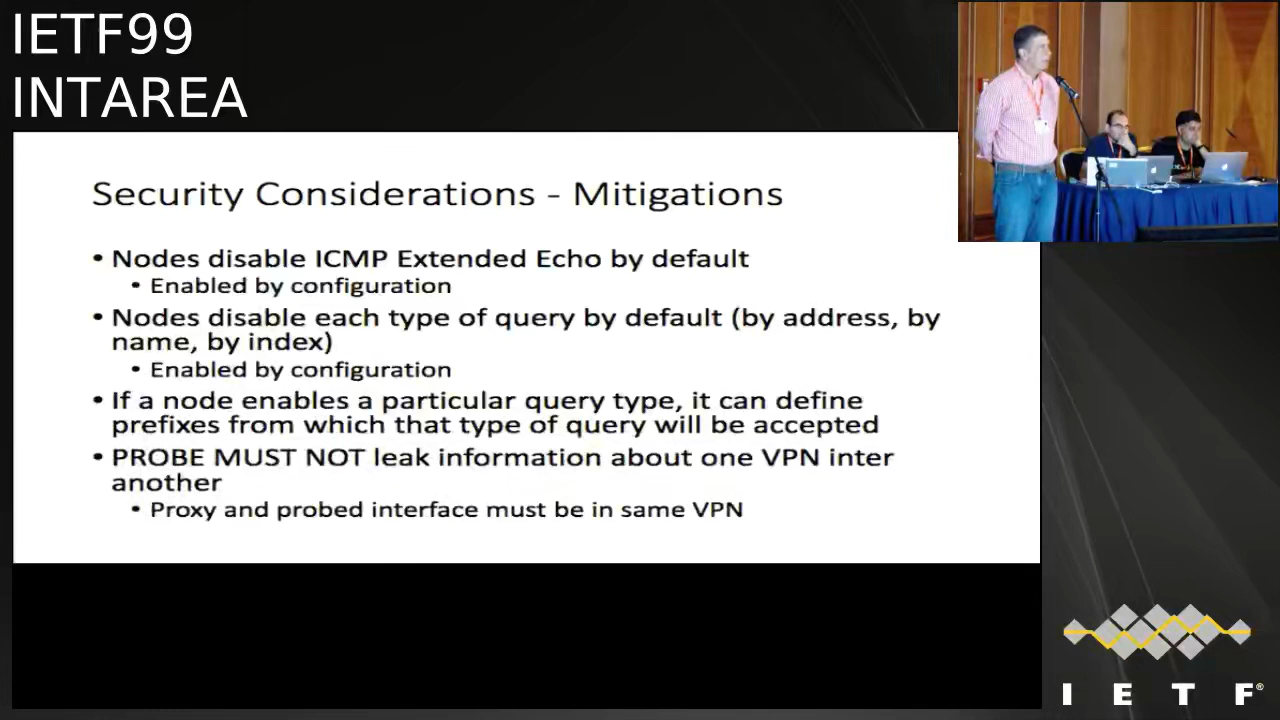 IETF99
INTAREA
Security Considerations - Mitigations
• Nodes disable ICMP Extended Echo by default
• Enabled by configuration
• Nodes disable each type of query by default (by address, by
name, by index)
• Enabled by configuration
• If a node enables a particular query type, it can define
prefixes from which that type of query will be accepted
• PROBE MUST NOT leak information about one VPN inter
another
• Proxy and probed interface must be in same VPN
I E T F®